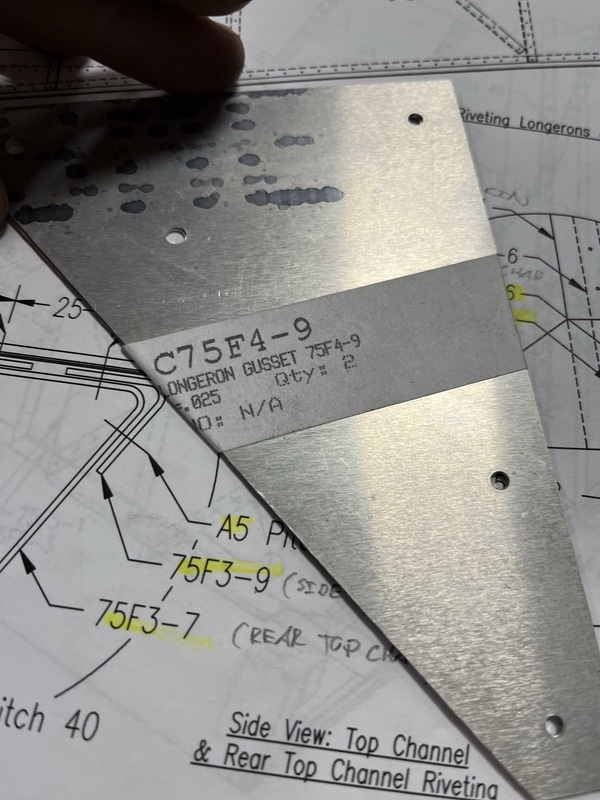 Riveting Longerons
6
6
25
C75F4-9
LONGERON GUSSET 75F4-9
.025 Qty: 2
N/A
A5
75F3-9 (SIDE
75F3-7 (REAR TOP
itch 40
Side View: Top Channel
& Rear Top Channel Riveting